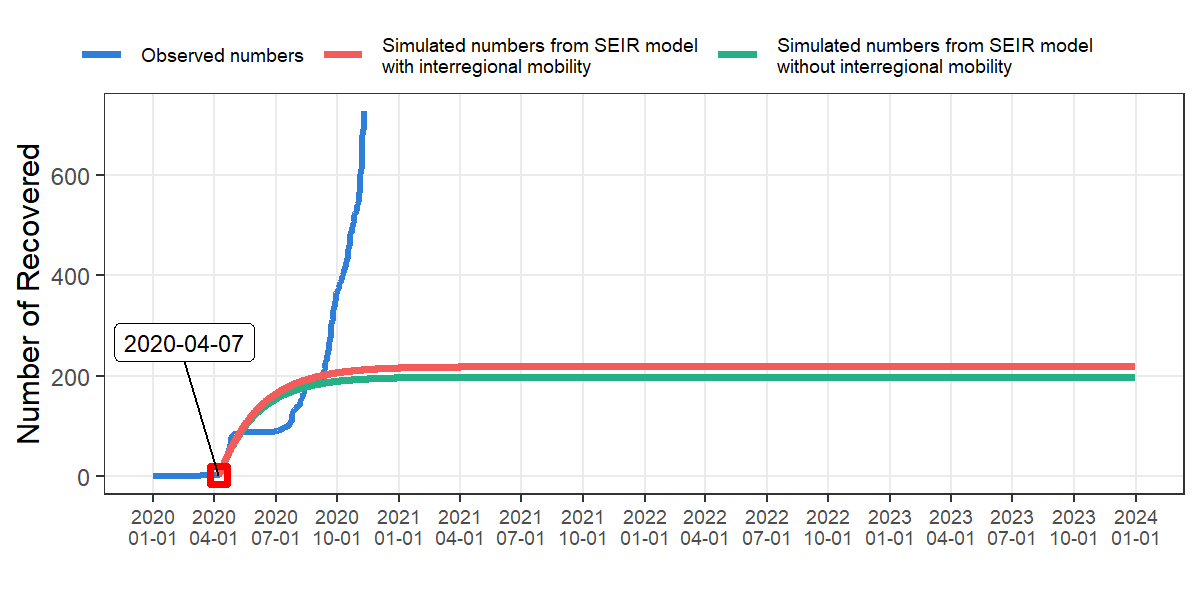 Observed numbers
Simulated numbers from SEIR model
with interregional mobility
Simulated numbers from SEIR model
without interregional mobility
Number of Recovered
600
400
200
0
2020-04-07
2020 2020 2020 2020 2021 2021 2021 2021 2022 2022 2022 2022 2023 2023 2023 2023 2024
01-01 04-01 07-01 10-01 01-01 04-01 07-01 10-01 01-01 04-01 07-01 10-01 01-01 04-01 07-01 10-01 01-01